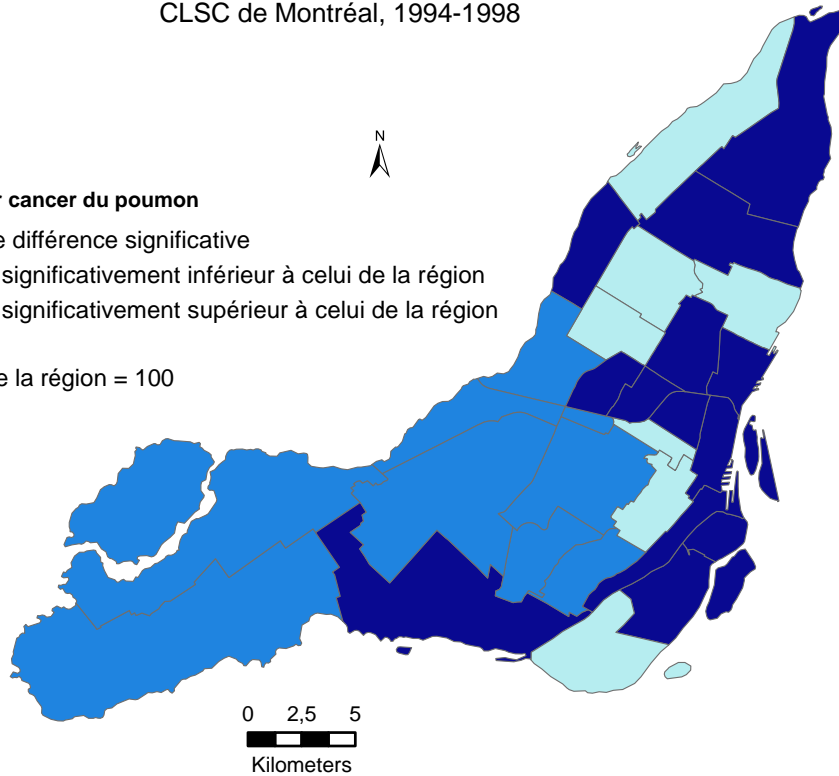 CLSC de Montréal, 1994-1998
N
cancer du poumon
différence significative
significativement inférieur à celui de la région
significativement supérieur à celui de la région
la région = 100
0 2,5 5
Kilometers